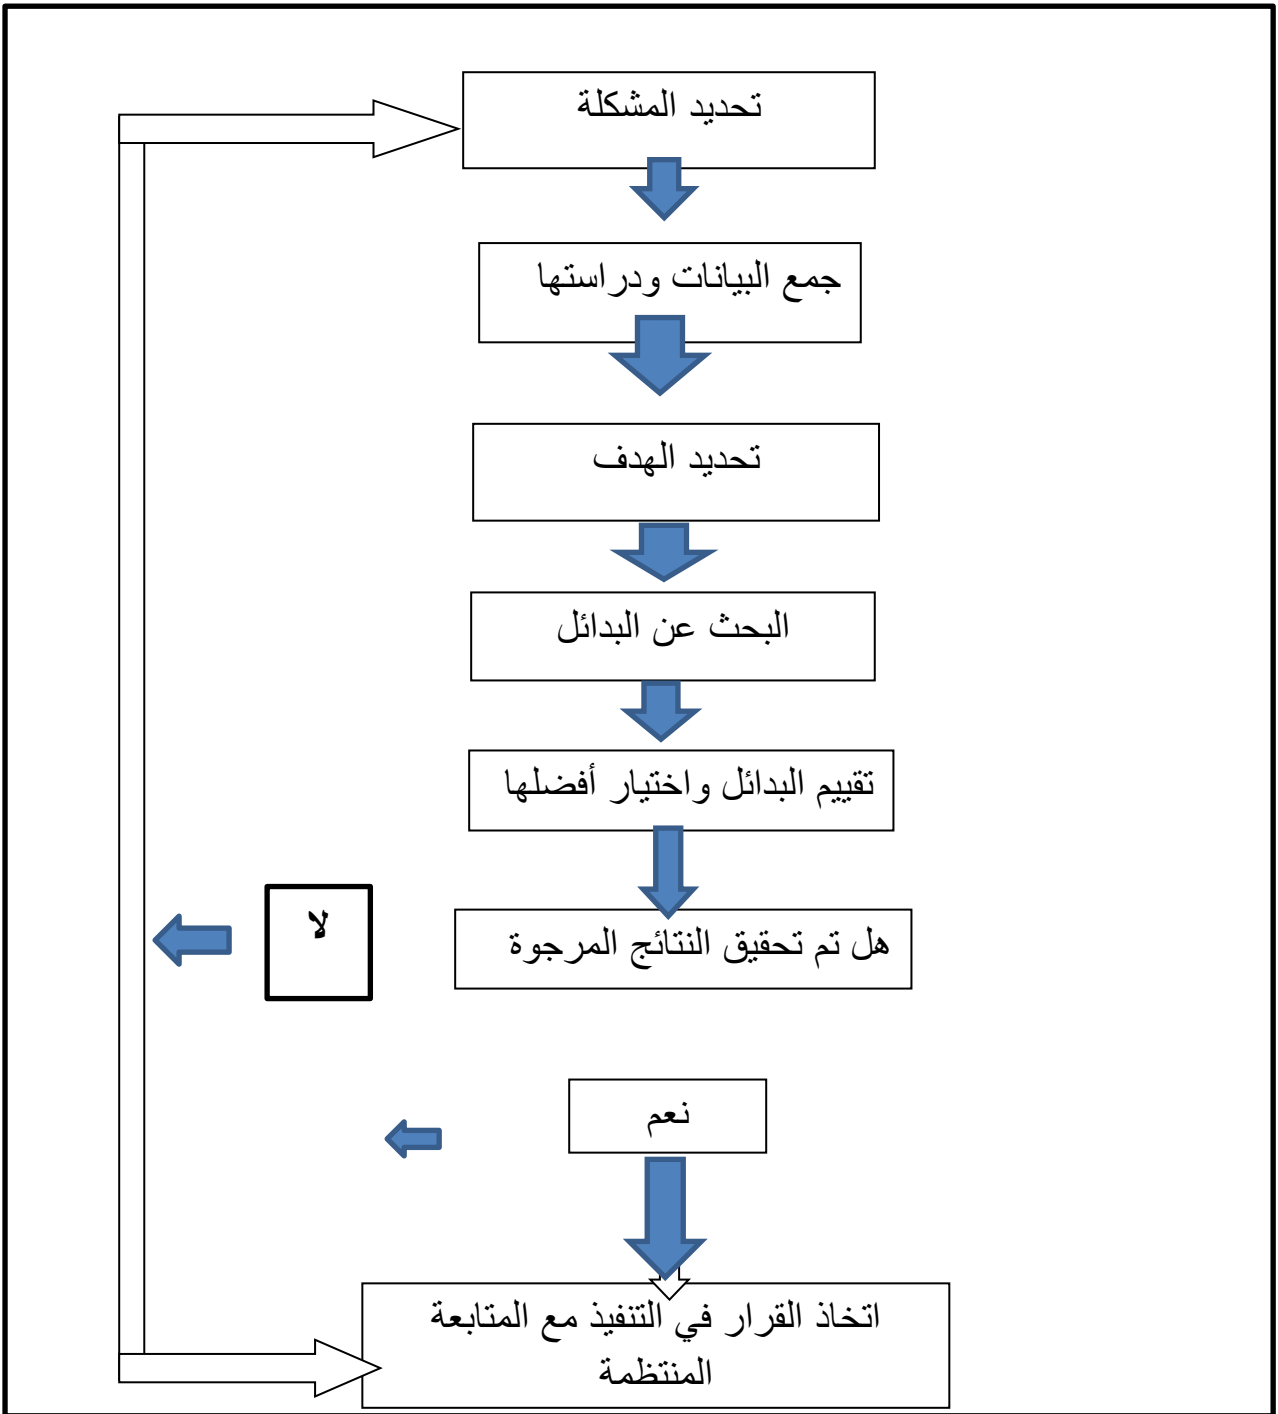 تحديد المشكلة
جمع البيانات ودراستها
تحديد الهدف
البحث عن البدائل
تقييم البدائل واختيار أفضلها
هل تم تحقيق النتائج المرجوة
لا
نعم
اتخاذ القرار في التنفيذ مع المتابعة
المنتظمة